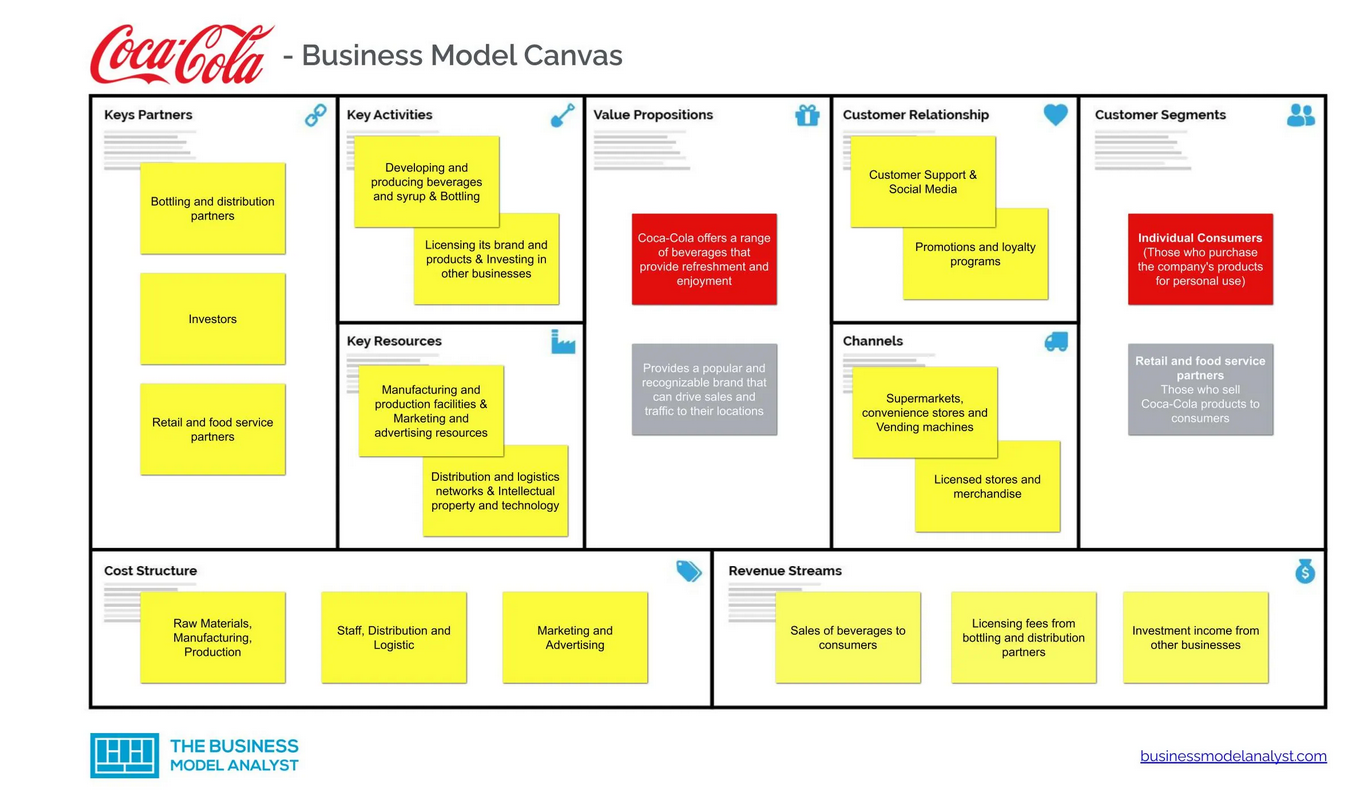 Coca-Cola - Business Model Canvas
Keys Partners
Bottling and distribution
partners
Investors
Retail and food service
partners
Key Activities
Developing and
producing beverages
and syrup & Bottling
Licensing its brand and
products & Investing in
other businesses
Key Resources
Manufacturing and
production facilities &
Marketing and
advertising resources
Distribution and logistics
networks & Intellectual
property and technology
Value Propositions
Coca-Cola offers a range
of beverages that
provide refreshment and
enjoyment
Provides a popular and
recognizable brand that
can drive sales and
traffic to their locations
Customer Relationship
Customer Support &
Social Media
Promotions and loyalty
programs
Channels
Supermarkets,
convenience stores and
Vending machines
Licensed stores and
merchandise
Customer Segments
Individual Consumers
(Those who purchase
the company's products
for personal use)
Retail and food service
partners
Those who sell
Coca-Cola products to
consumers
Cost Structure
Raw Materials,
Manufacturing,
Production
Staff, Distribution and
Logistic
Marketing and
Advertising
Revenue Streams
Sales of beverages to
consumers
Licensing fees from
bottling and distribution
partners
Investment income from
other businesses
THE BUSINESS
MODEL ANALYST
businessmodelanalyst.com